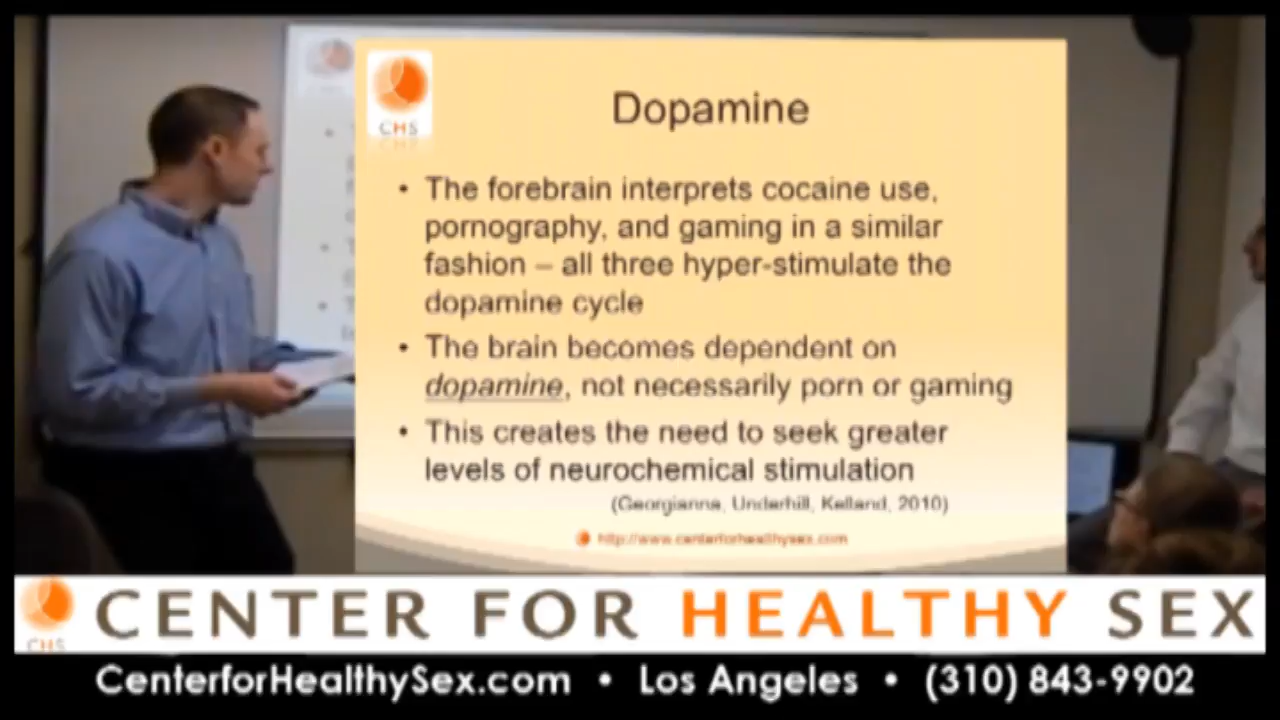 CHS
Dopamine
• The forebrain interprets cocaine use,
pornography, and gaming in a similar
fashion – all three hyper-stimulate the
dopamine cycle
• The brain becomes dependent on
dopamine, not necessarily porn or gaming
• This creates the need to seek greater
levels of neurochemical stimulation
(Georgianna, Underhill, Kelland, 2010)
http://www.centerforhealthysex.com
CHS
CENTER FOR HEALTHY SEX
CenterforHealthySex.com • Los Angeles • (310) 843-9902